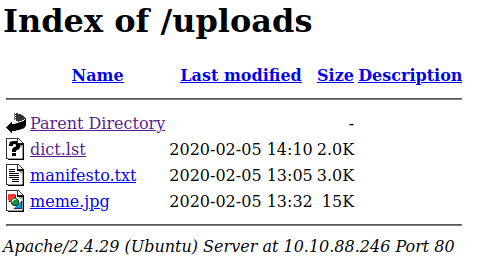 Index of /uploads
Name Last modified Size Description
Parent Directory -
dict.lst 2020-02-05 14:10 2.0K
manifesto.txt 2020-02-05 13:05 3.0K
meme.jpg 2020-02-05 13:32 15K
Apache/2.4.29 (Ubuntu) Server at 10.10.88.246 Port 80